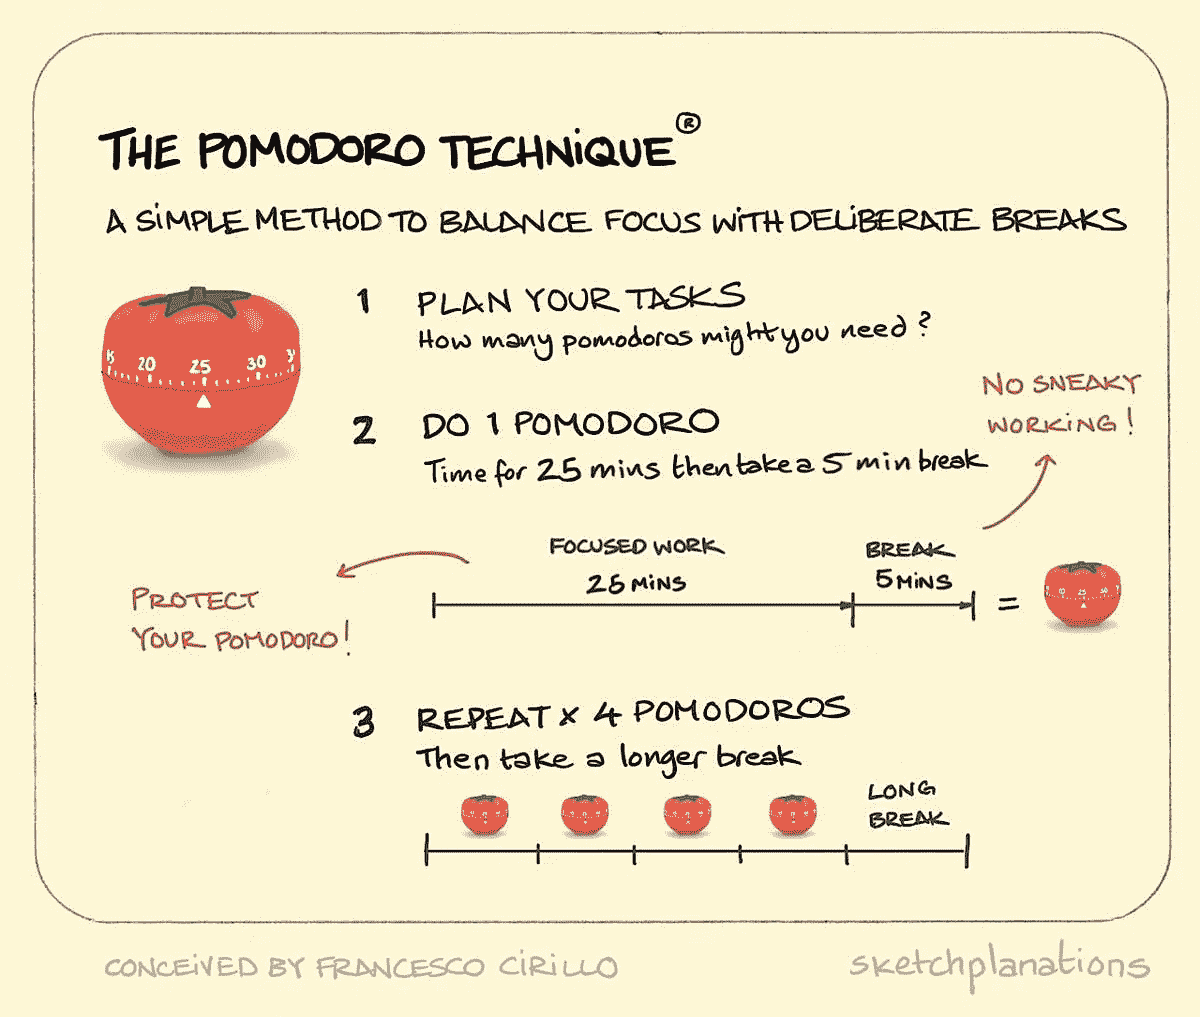 THE POMODORO TECHNIQUE®
A SIMPLE METHOD TO BALANCE FOCUS WITH DELIBERATE BREAKS
1 PLAN YOUR TASKS
How many pomodoros might you need?
20 25 30
2 DO 1 POMODORO
Time for 25 mins then take a 5 min break
NO SNEAKY
WORKING!
FOCUSED WORK
25 MINS
BREAK
5 MINS
=
PROTECT
YOUR POMODORO!
3 REPEAT x 4 POMODOROS
Then take a longer break
LONG
BREAK
CONCEIVED BY FRANCESCO CIRILLO
sketchplanations